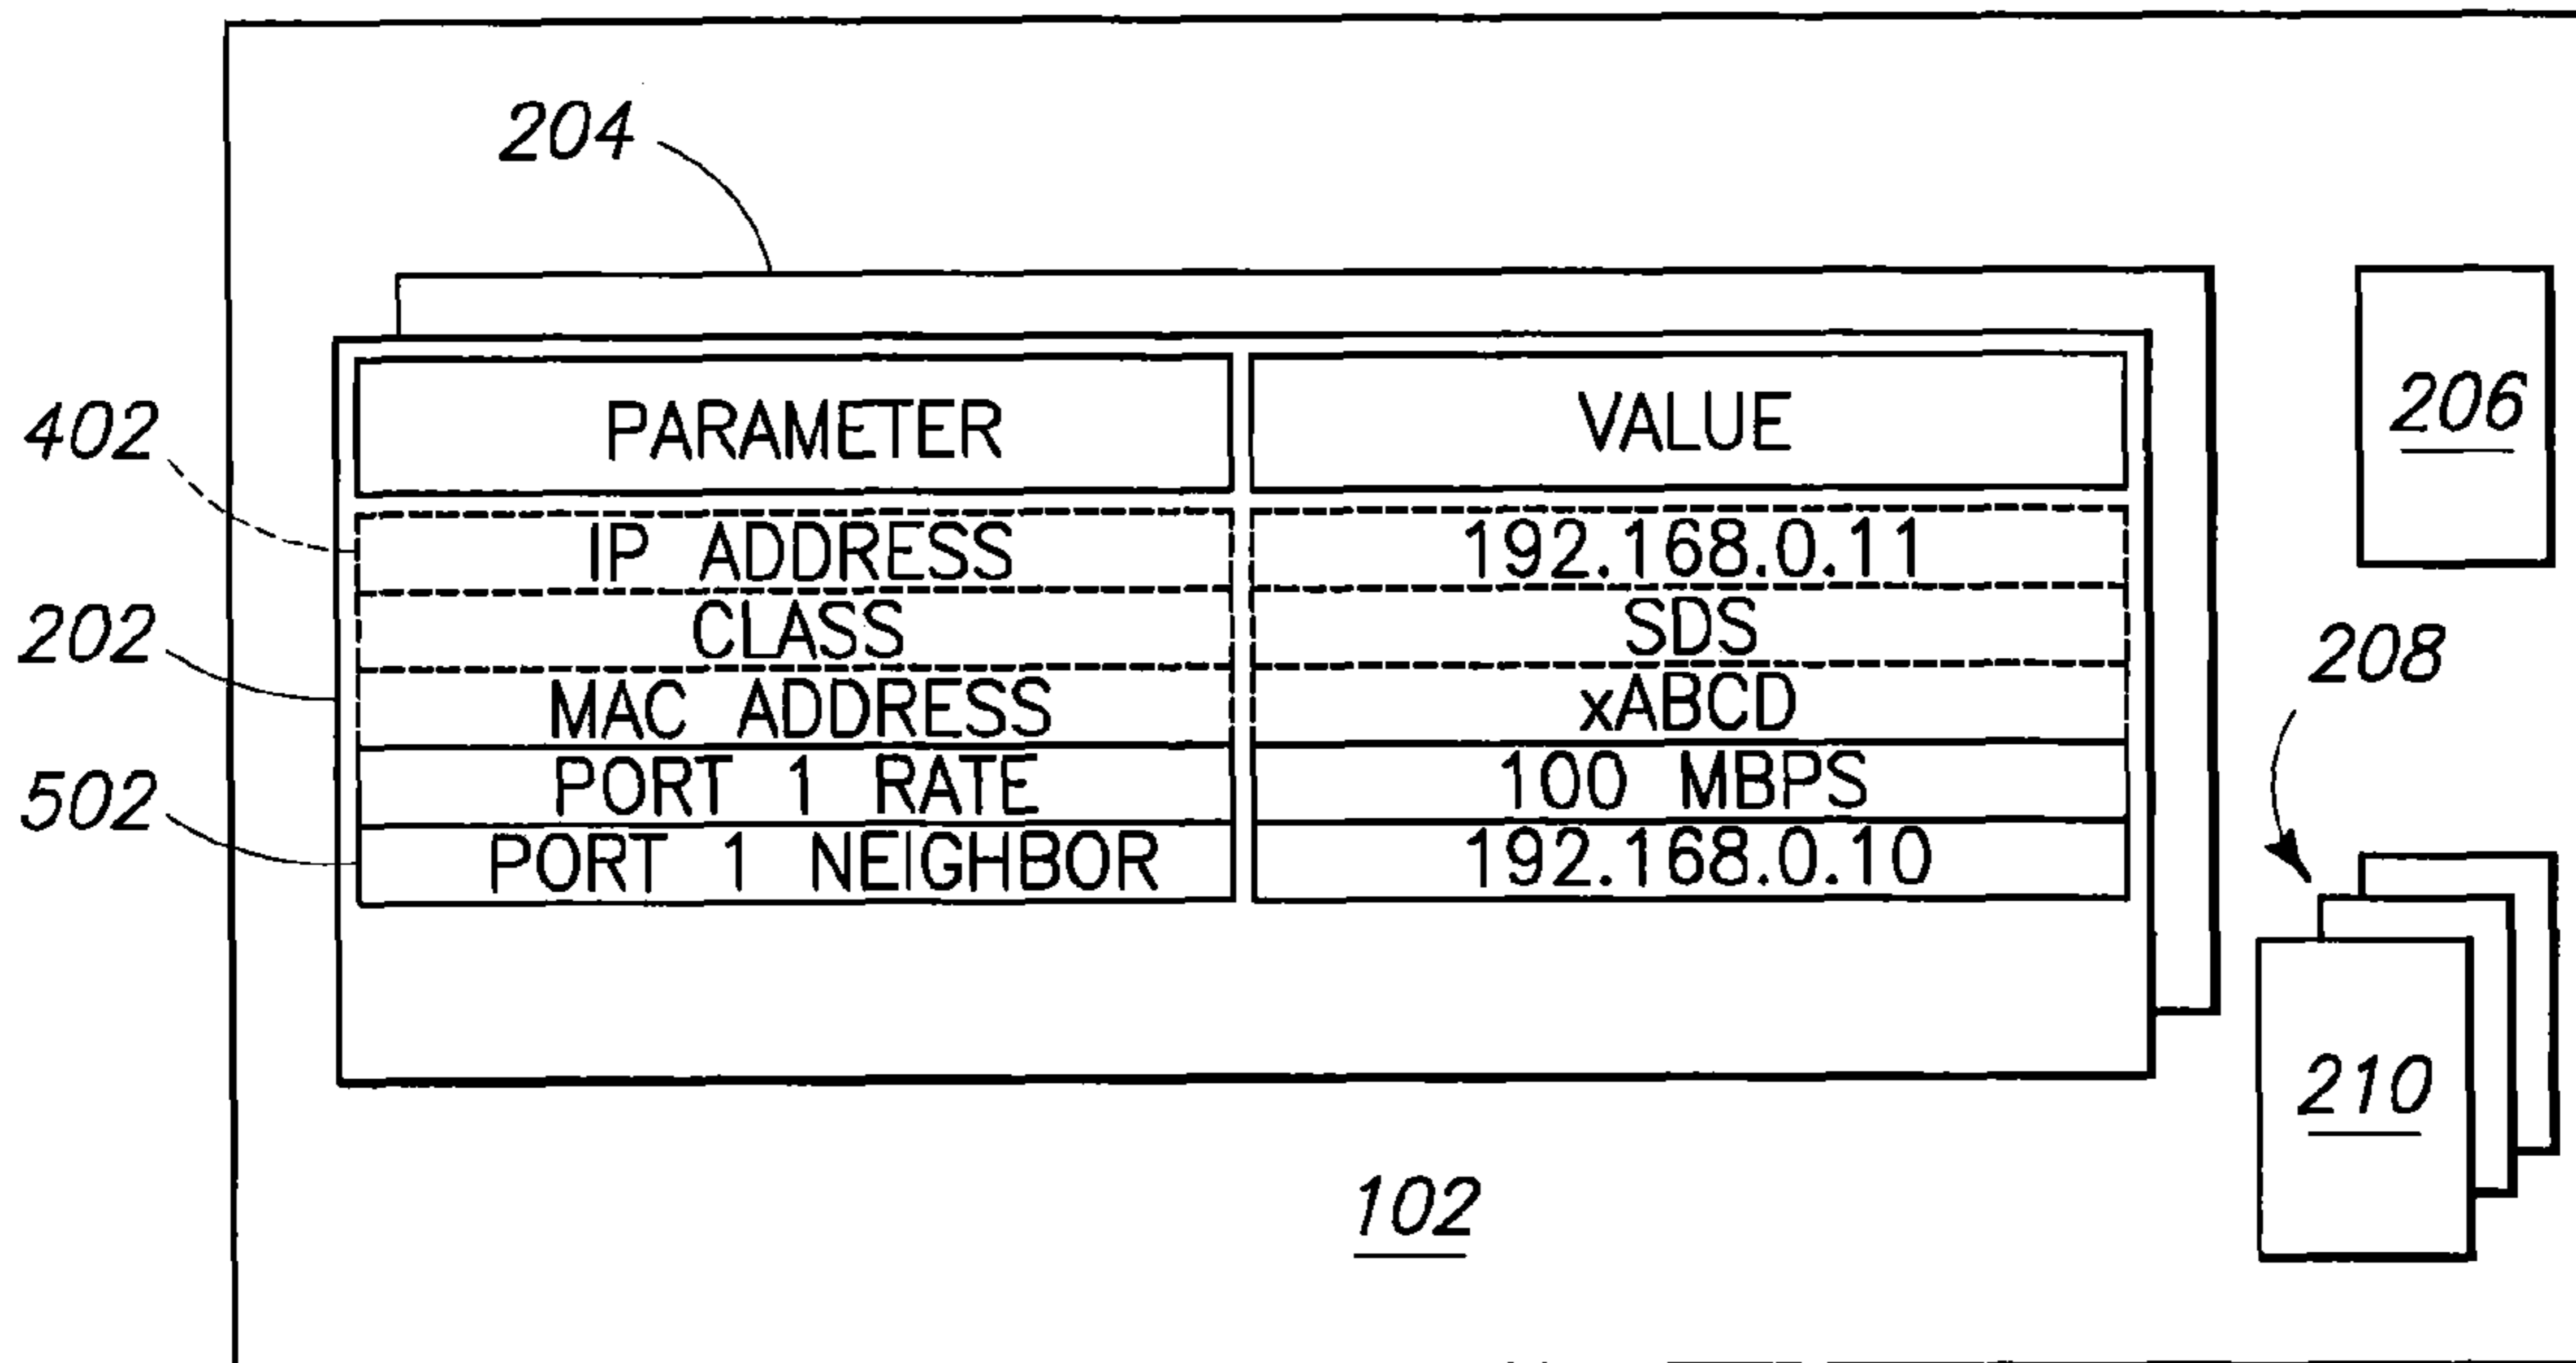 204
PARAMETER VALUE
206
402
IP ADDRESS 192.168.0.11
CLASS SDS
202
MAC ADDRESS xABCD
208
PORT 1 RATE 100 MBPS
502
PORT 1 NEIGHBOR 192.168.0.10
210
102